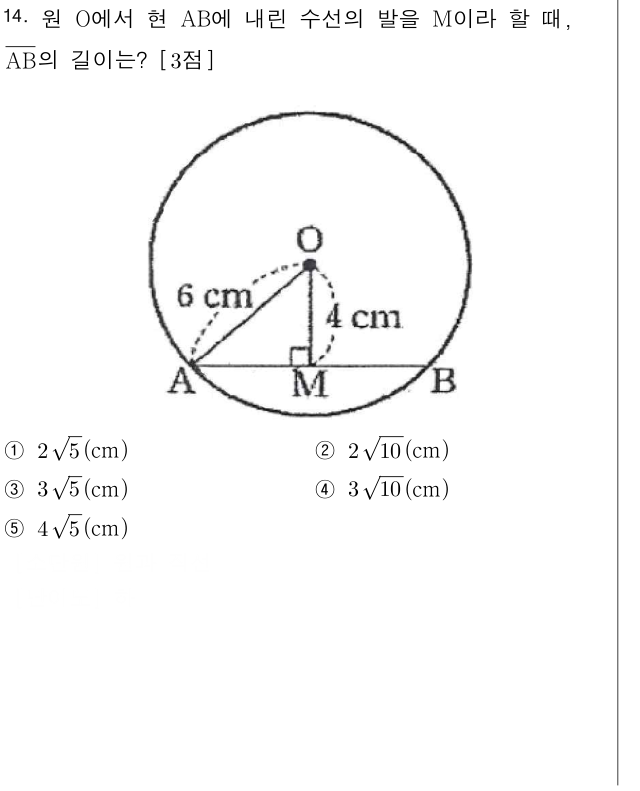 14. 원 O에서 현 AB에 내린 수선의 발을 M이라 할 때,
AB의 길이는? [3점]
O
6 cm
4 cm
A
M
B
① 2√5(cm)
② 2√10(cm)
③ 3√5(cm)
④ 3√10(cm)
⑤ 4√5(cm)